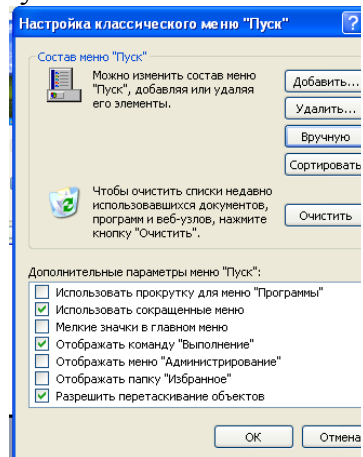 Настройка классического меню "Пуск"
?
Состав меню "Пуск"
Можно изменить состав меню
"Пуск", добавляя или удаляя
его элементы.
Добавить...
Удалить...
Вручную
Сортировать
Чтобы очистить списки недавно
использовавшихся документов,
программ и веб-узлов, нажмите
кнопку "Очистить".
Очистить
Дополнительные параметры меню "Пуск":
Использовать прокрутку для меню "Программы"
Использовать сокращенные меню
Мелкие значки в главном меню
Отображать команду "Выполнение"
Отображать меню "Администрирование"
Отображать папку "Избранное"
Разрешить перетаскивание объектов
ОК
Отмена